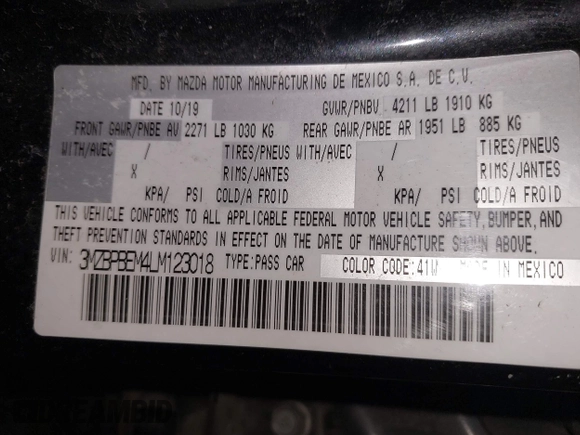 MFD. BY MAZDA MOTOR MANUFACTURING DE MEXICO S.A. DE C.V.
DATE 10/19 GVWR/PNBV 4211 LB 1910 KG
FRONT GAWR/PNBE AV 2271 LB 1030 KG REAR GAWR/PNBE AR 1951 LB 885 KG
WITH/AVEC / TIRES/PNEUS WITH/AVEC / TIRES/PNEUS
X RIMS/JANTES X RIMS/JANTES
KPA/ PSI COLD/A FROID KPA/ PSI COLD/A FROID
THIS VEHICLE CONFORMS TO ALL APPLICABLE FEDERAL MOTOR VEHICLE SAFETY, BUMPER, AND
THEFT PREVENTION STANDARDS IN EFFECT ON THE DATE OF MANUFACTURE SHOWN ABOVE.
VIN: 3MZBPBEM4LM123018 TYPE:PASS CAR COLOR CODE:41W MADE IN MEXICO